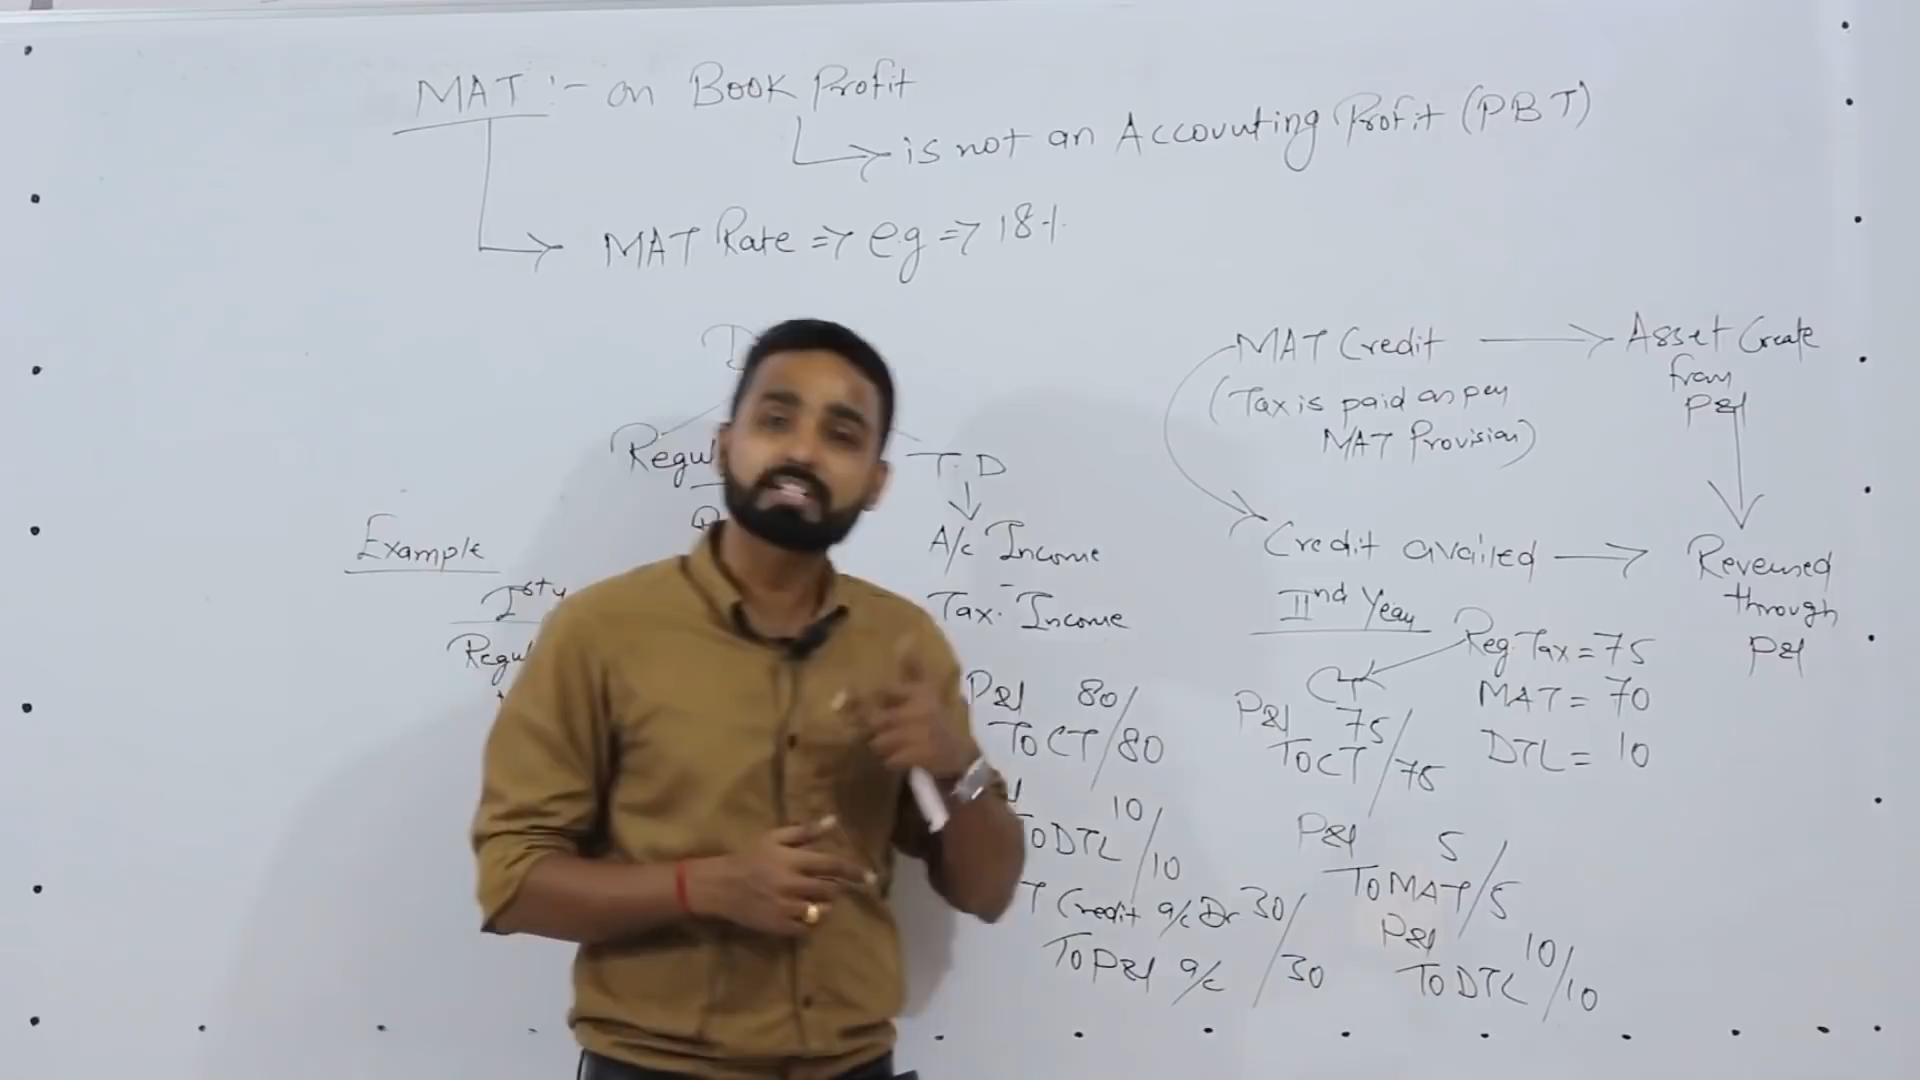 MAT :- on Book Profit
is not an Accounting Profit (PBT)
MAT Rate => e.g => 18%
Regul
T.D
A/c Income
-
Tax. Income
Example
Ist y
Regul
P&l 80/
To CT /80
10/
To DTL /10
T Credit a/c Dr 30/
To P&l a/c /30
MAT Credit → Asset Create
from
P&l
(Tax is paid as per
MAT Provision)
Credit availed → Reversed
through
P&l
IInd Year
Reg. Tax = 75
MAT = 70
DTL = 10
CT
P&l 75/
To CT /75
P&l 5/
To MAT /5
P&l 10/
To DTL /10